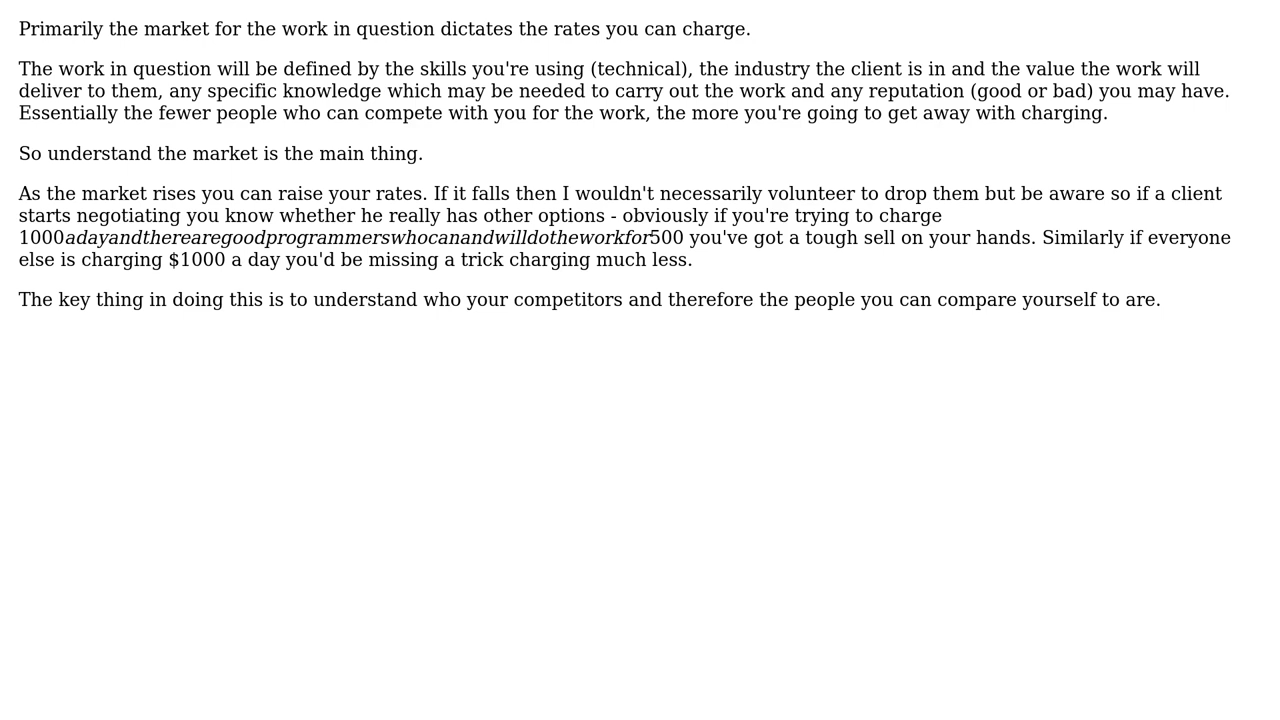 Primarily the market for the work in question dictates the rates you can charge.
The work in question will be defined by the skills you're using (technical), the industry the client is in and the value the work will
deliver to them, any specific knowledge which may be needed to carry out the work and any reputation (good or bad) you may have.
Essentially the fewer people who can compete with you for the work, the more you're going to get away with charging.
So understand the market is the main thing.
As the market rises you can raise your rates. If it falls then I wouldn't necessarily volunteer to drop them but be aware so if a client
starts negotiating you know whether he really has other options - obviously if you're trying to charge
1000adayandtherearegoodprogrammerswhocanandwilldotheworkfor500 you've got a tough sell on your hands. Similarly if everyone
else is charging $1000 a day you'd be missing a trick charging much less.
The key thing in doing this is to understand who your competitors and therefore the people you can compare yourself to are.